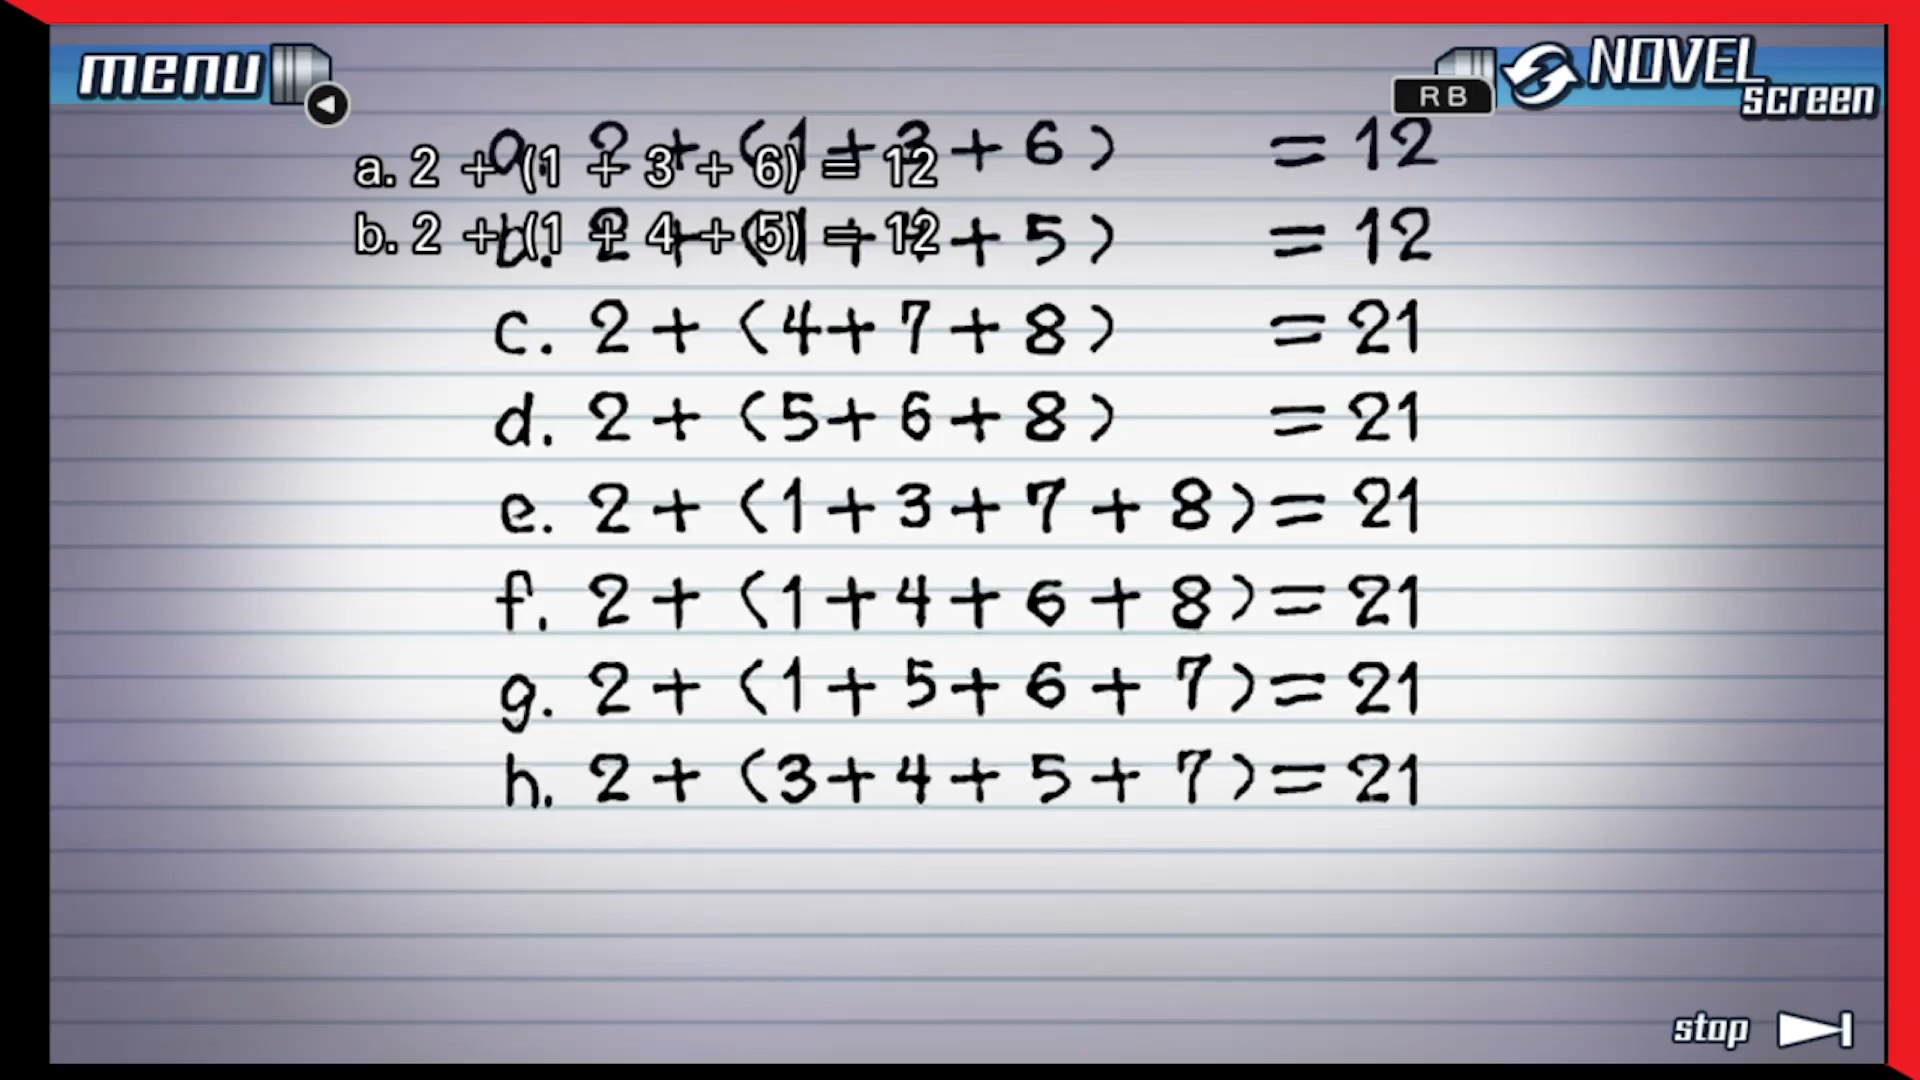 menu
NOVEL
RB
screen
a. 2 + (1 + 3 + 6) = 12
a. 2 + (1 + 3 + 6) = 12
b. 2 + (1 + 4 + 5) = 12
b. 2 + (1 + 4 + 5) = 12
c. 2 + (4 + 7 + 8) = 21
d. 2 + (5 + 6 + 8) = 21
e. 2 + (1 + 3 + 7 + 8) = 21
f. 2 + (1 + 4 + 6 + 8) = 21
g. 2 + (1 + 5 + 6 + 7) = 21
h. 2 + (3 + 4 + 5 + 7) = 21
stop